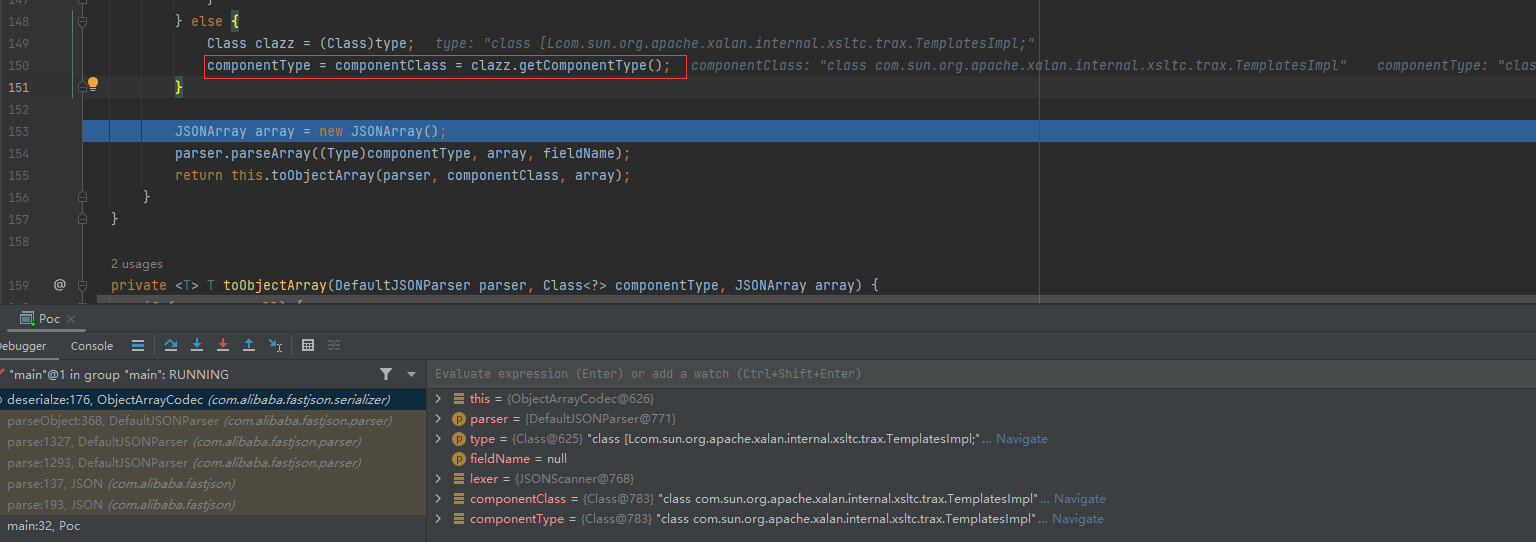 147 }
148 } else {
149 Class clazz = (Class)type; type: "class [Lcom.sun.org.apache.xalan.internal.xsltc.trax.TemplatesImpl;"
150 componentType = componentClass = clazz.getComponentType(); componentClass: "class com.sun.org.apache.xalan.internal.xsltc.trax.TemplatesImpl" componentType: "clas
151 }
152
153 JSONArray array = new JSONArray();
154 parser.parseArray((Type)componentType, array, fieldName);
155 return this.toObjectArray(parser, componentClass, array);
156 }
157 }
158
2 usages
159 @ private <T> T toObjectArray(DefaultJSONParser parser, Class<?> componentType, JSONArray array) {
Poc
ebugger Console
"main"@1 in group "main": RUNNING
Evaluate expression (Enter) or add a watch (Ctrl+Shift+Enter)
deserialze:176, ObjectArrayCodec (com.alibaba.fastjson.serializer)
parseObject:368, DefaultJSONParser (com.alibaba.fastjson.parser)
parse:1327, DefaultJSONParser (com.alibaba.fastjson.parser)
parse:1293, DefaultJSONParser (com.alibaba.fastjson.parser)
parse:137, JSON (com.alibaba.fastjson)
parse:193, JSON (com.alibaba.fastjson)
main:32, Poc
this = {ObjectArrayCodec@626}
p parser = {DefaultJSONParser@771}
p type = {Class@625} "class [Lcom.sun.org.apache.xalan.internal.xsltc.trax.TemplatesImpl;"... Navigate
p fieldName = null
lexer = {JSONScanner@768}
componentClass = {Class@783} "class com.sun.org.apache.xalan.internal.xsltc.trax.TemplatesImpl"... Navigate
componentType = {Class@783} "class com.sun.org.apache.xalan.internal.xsltc.trax.TemplatesImpl"... Navigate